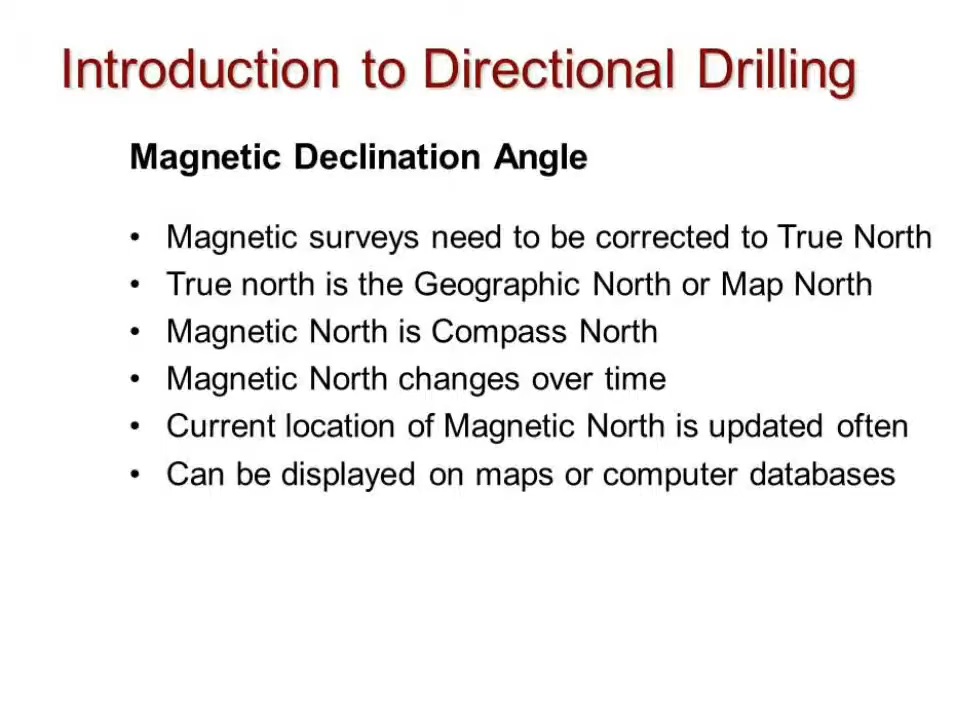 Introduction to Directional Drilling
Magnetic Declination Angle
• Magnetic surveys need to be corrected to True North
• True north is the Geographic North or Map North
• Magnetic North is Compass North
• Magnetic North changes over time
• Current location of Magnetic North is updated often
• Can be displayed on maps or computer databases